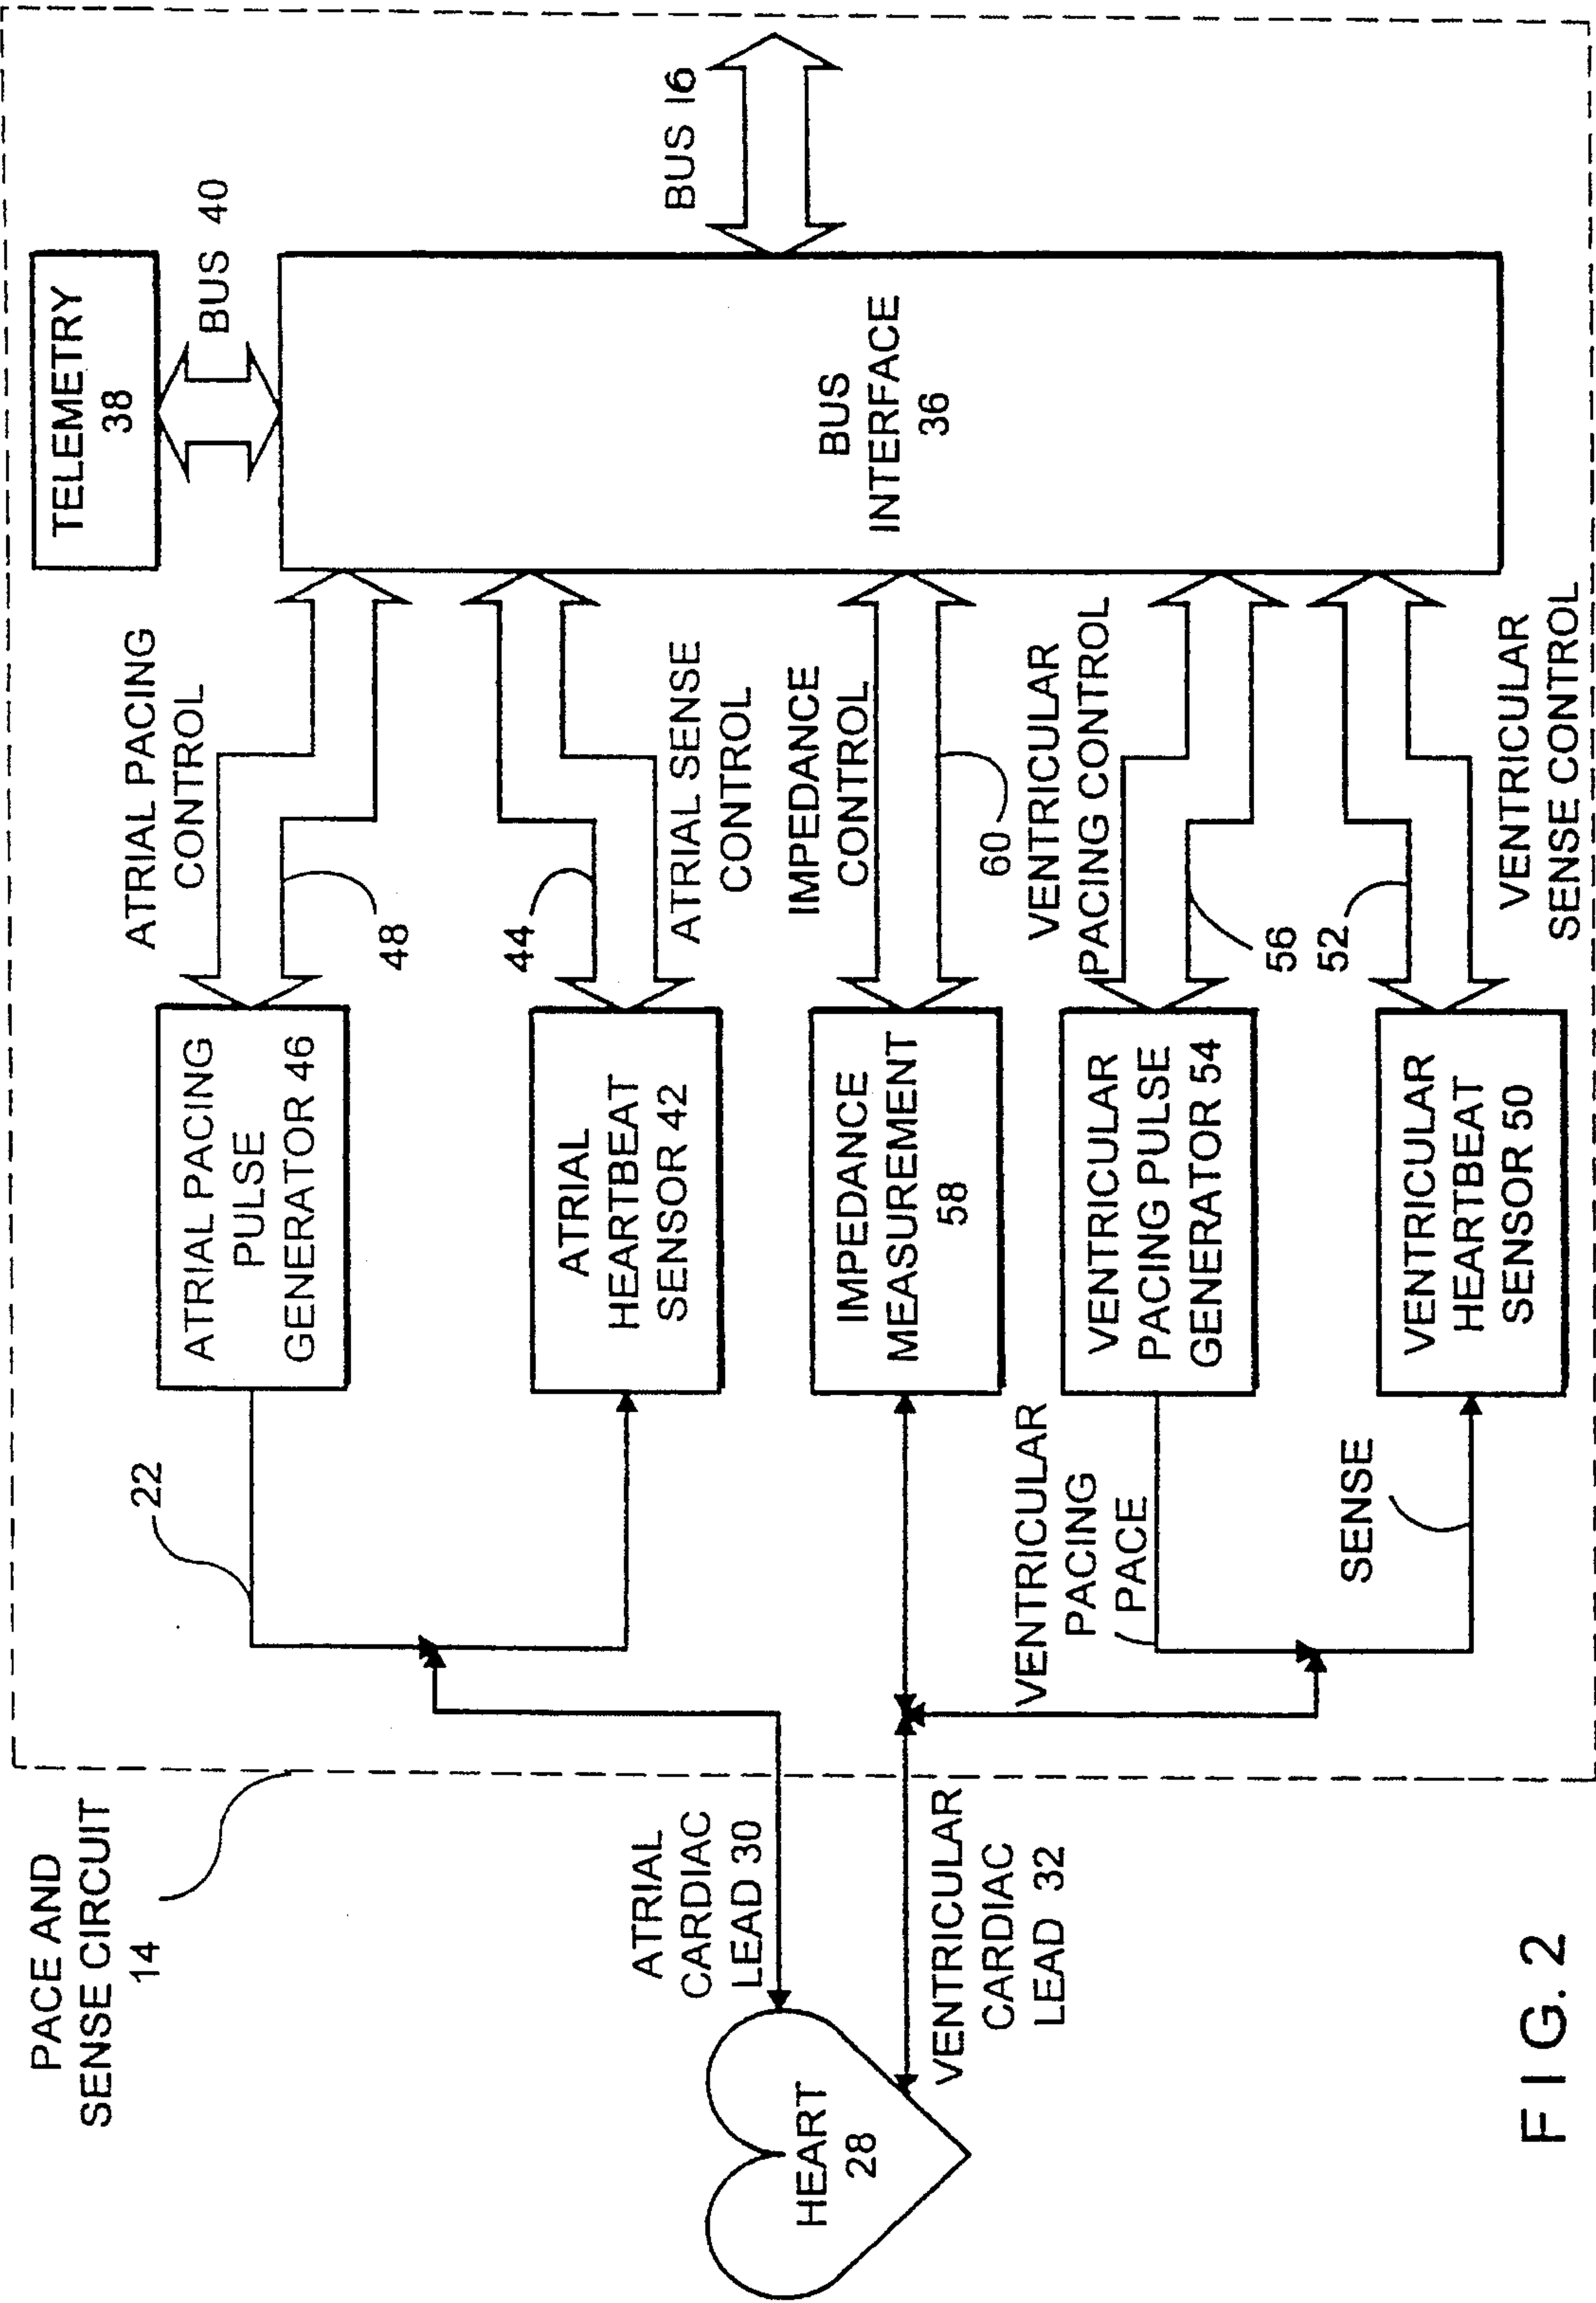 PACE AND
SENSE CIRCUIT
14
TELEMETRY
38
BUS 40
ATRIAL PACING
CONTROL
22
ATRIAL PACING
PULSE
GENERATOR 46
48
44
ATRIAL
HEARTBEAT
SENSOR 42
ATRIAL SENSE
CONTROL
BUS 16
ATRIAL
CARDIAC
LEAD 30
HEART
28
IMPEDANCE
CONTROL
IMPEDANCE
MEASUREMENT
58
60
BUS
INTERFACE
36
VENTRICULAR
CARDIAC
LEAD 32
VENTRICULAR
PACING
PACE
VENTRICULAR
PACING CONTROL
VENTRICULAR
PACING PULSE
GENERATOR 54
56
52
SENSE
VENTRICULAR
HEARTBEAT
SENSOR 50
VENTRICULAR
SENSE CONTROL
FIG. 2